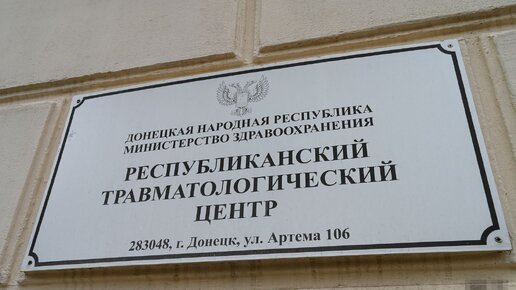 ДОНЕЦКАЯ НАРОДНАЯ РЕСПУБЛИКА
МИНИСТЕРСТВО ЗДРАВООХРАНЕНИЯ
РЕСПУБЛИКАНСКИЙ
ТРАВМАТОЛОГИЧЕСКИЙ
ЦЕНТР
283048, г. Донецк, ул. Артема 106